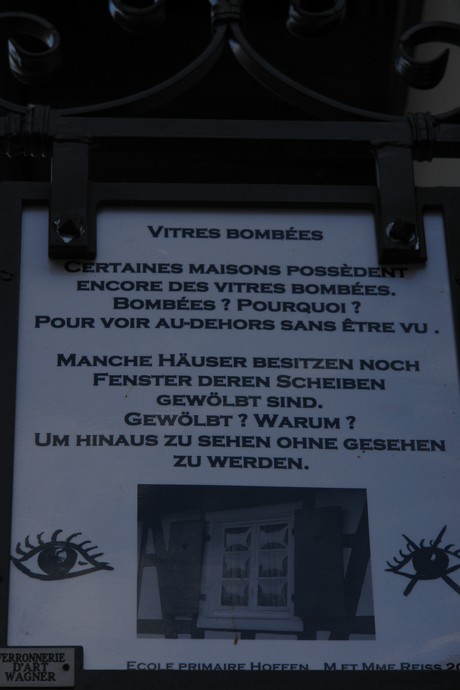 VITRES BOMBÉES
CERTAINES MAISONS POSSÈDENT
ENCORE DES VITRES BOMBÉES.
BOMBÉES ? POURQUOI ?
POUR VOIR AU-DEHORS SANS ÊTRE VU .
MANCHE HÄUSER BESITZEN NOCH
FENSTER DEREN SCHEIBEN
GEWÖLBT SIND.
GEWÖLBT ? WARUM ?
UM HINAUS ZU SEHEN OHNE GESEHEN
ZU WERDEN.
FERRONNERIE
D'ART
WAGNER
ECOLE PRIMAIRE HOFFEN M ET MME REISS